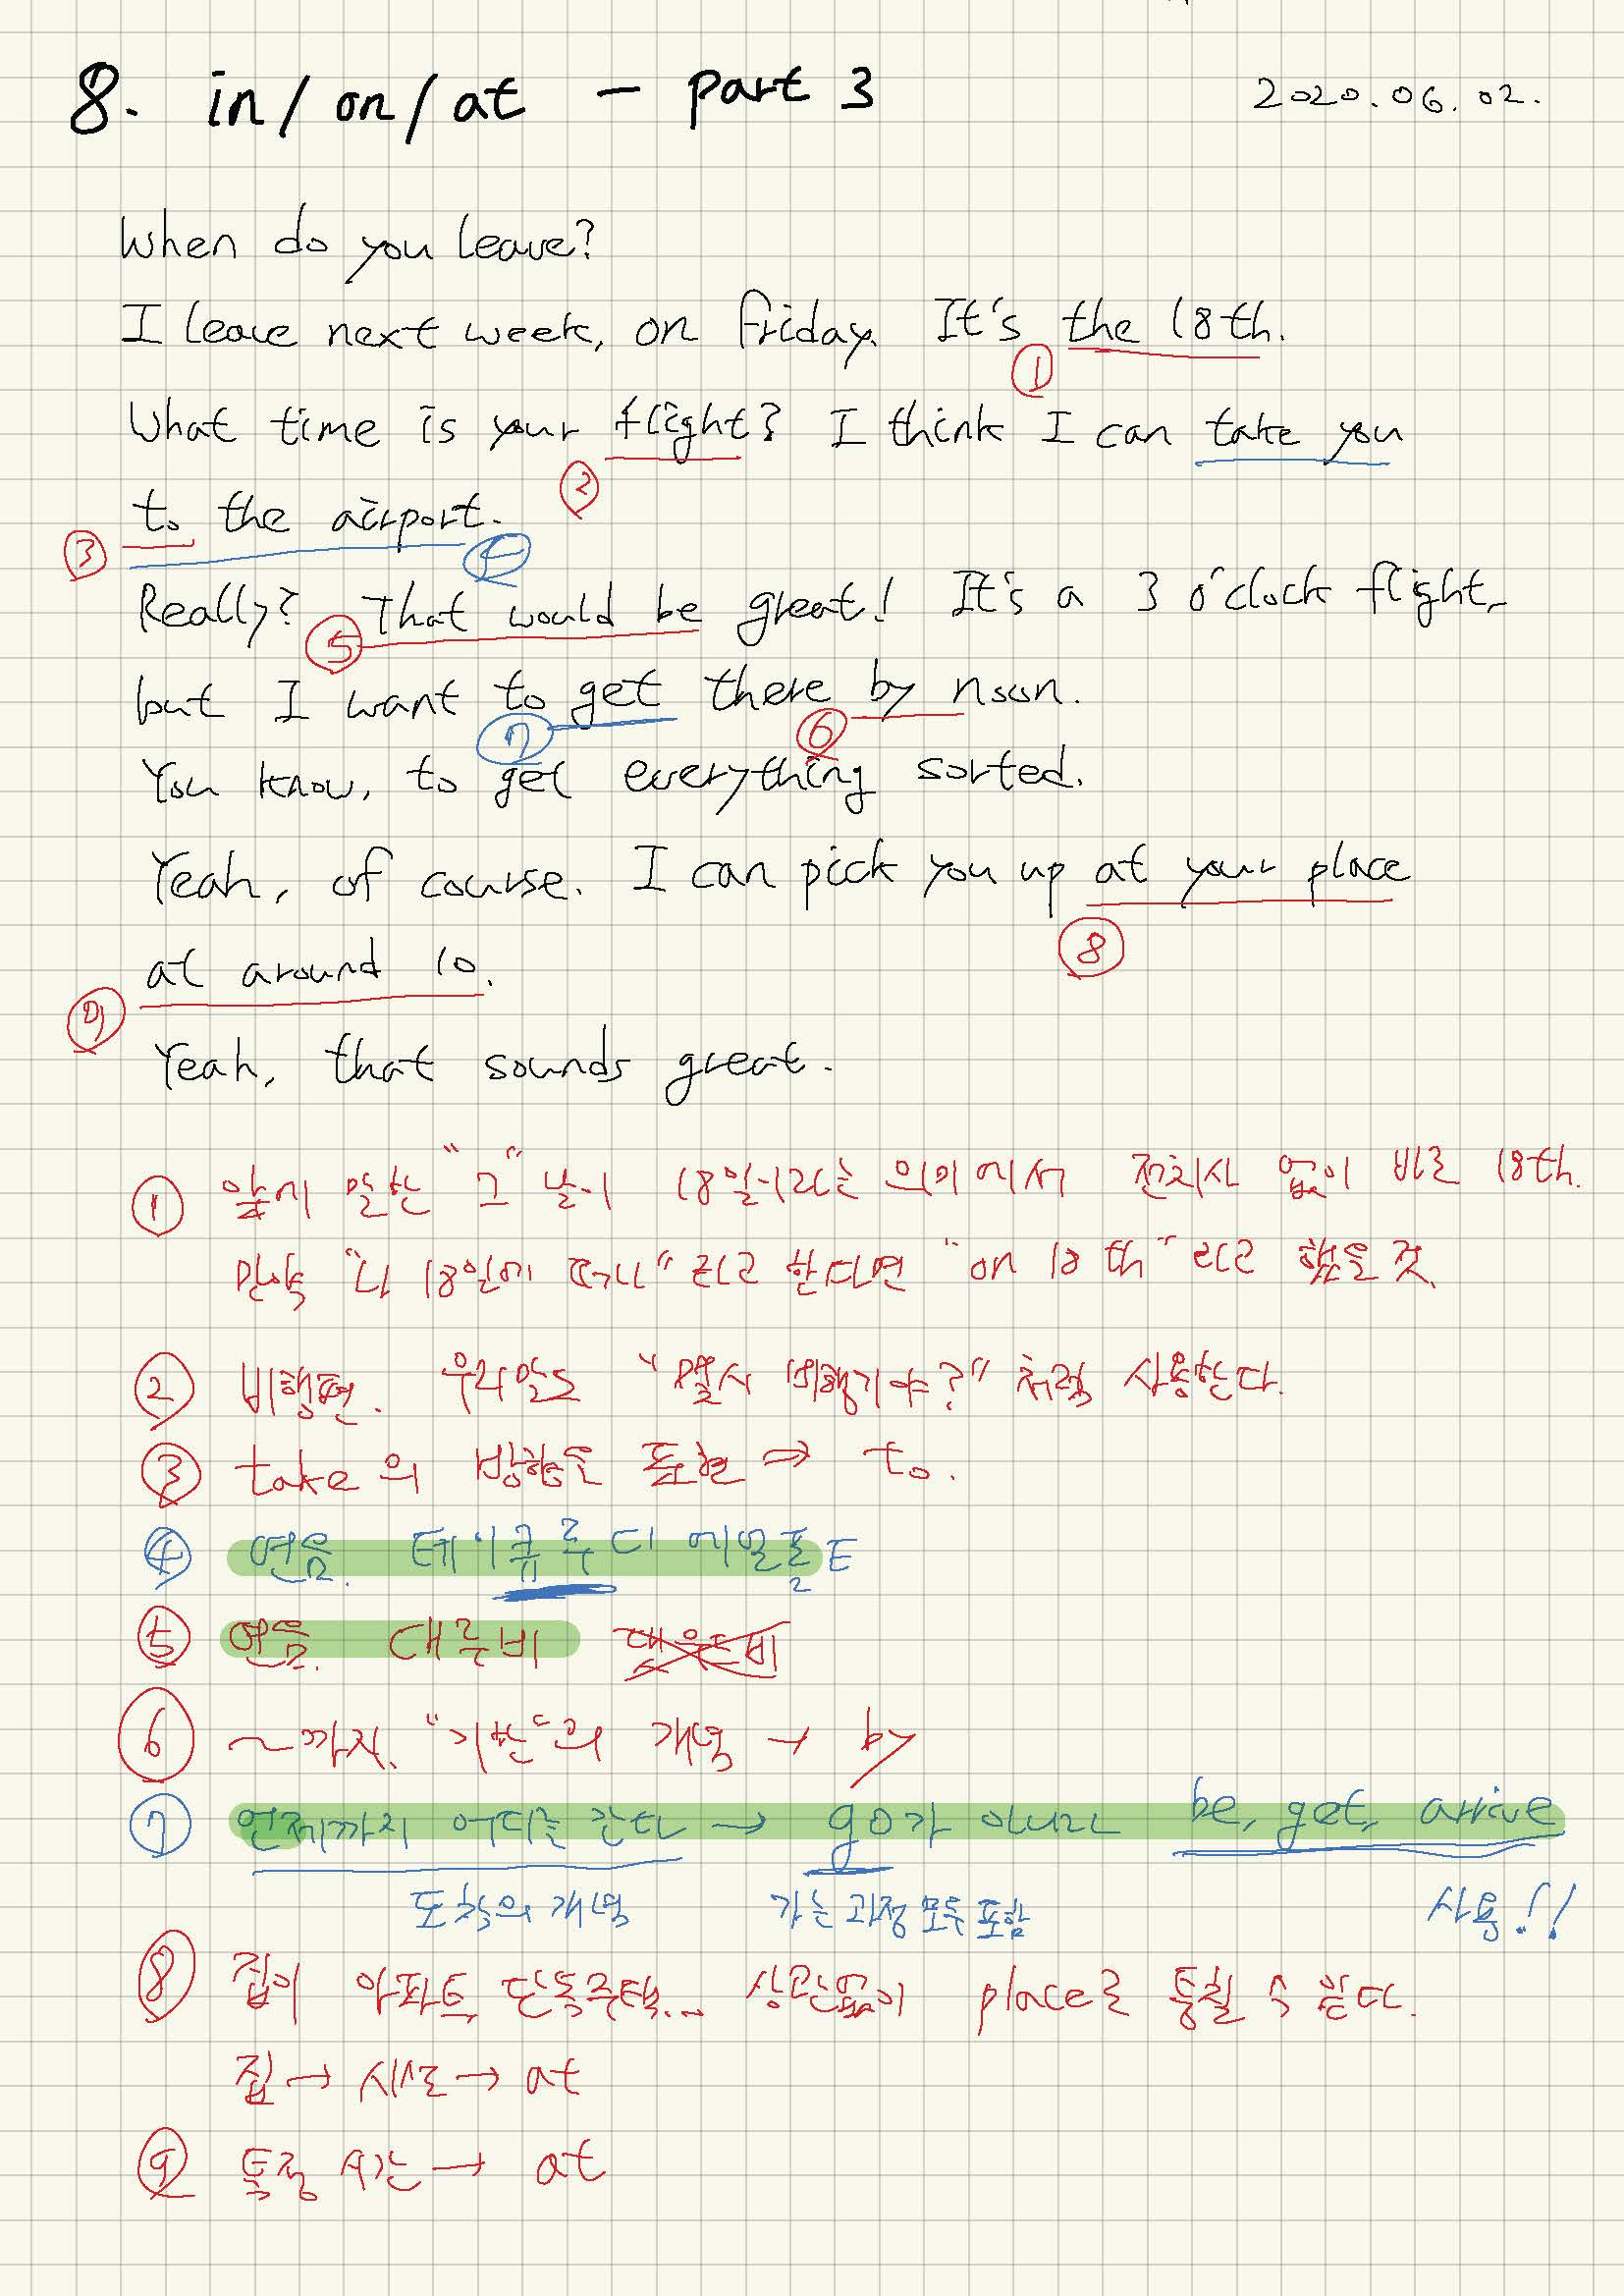 8. in/on/at - part 3
2020.06.02.
When do you leave?
I leave next week, on friday. It's the 18th.
①
What time is your flight? I think I can take you
②
to the airport.
③ ④
Really? That would be great! It's a 3 o'clock flight,
⑤
but I want to get there by noon.
⑦ ⑥
You know, to get everything sorted.
Yeah, of course. I can pick you up at your place
⑧
at around 10.
⑨
Yeah, that sounds great.
① 앞에 말한 "그" 날이 18일이라는 의미에서 전치사 없이 바로 18th.
만약 "나 18일에 떠나"라고 한다면 "on 18th"라고 했을 것.
② 비행편. 우리말도 "몇시 비행기야?" 처럼 사용한다.
③ take의 방향을 표현 ⇒ to.
④ 연음. 테이큐루디에얼폴트
⑤ 연음. 대루비 댓우드비
⑥ ~까지. "기한"의 개념 → by
⑦ 언제까지 어디를 간다 → go가 아니라 be, get, arrive
도착의 개념 가는 과정 모두 포함 사용!!
⑧ 집이 아파트, 단독주택... 상관없이 place로 퉁칠 수 있다.
집 → 시설로 → at
⑨ 특정 시간 → at